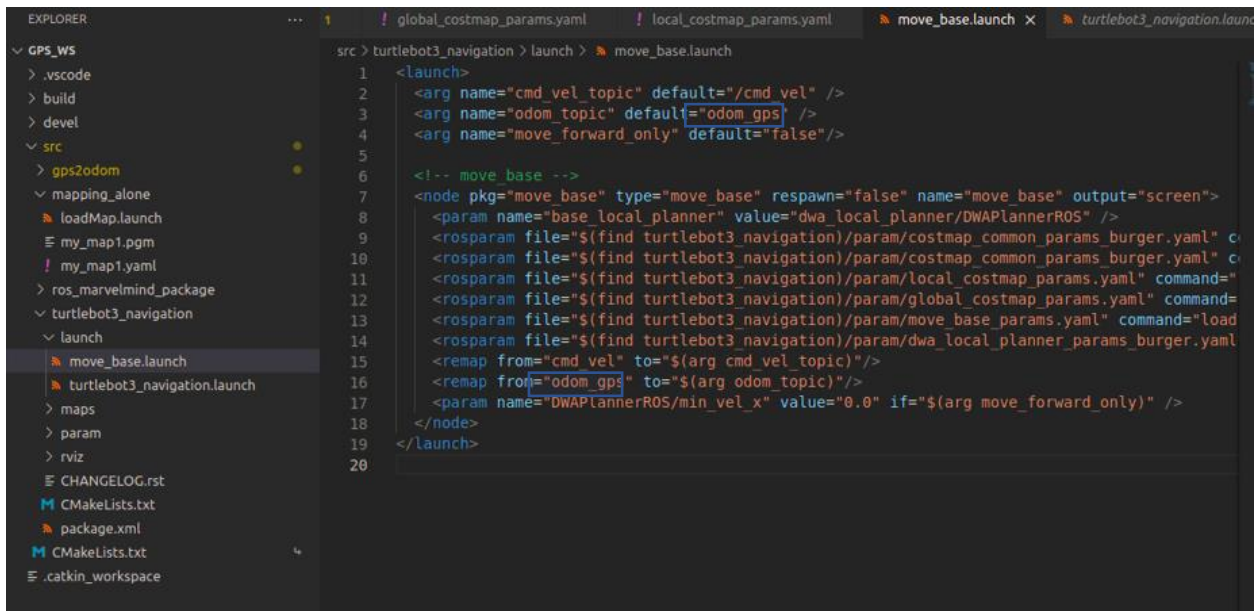 EXPLORER ... 1 ! global_costmap_params.yaml ! local_costmap_params.yaml move_base.launch × turtlebot3_navigation.laun
GPS_WS
.vscode
build
devel
src
gps2odom
mapping_alone
loadMap.launch
my_map1.pgm
! my_map1.yaml
ros_marvelmind_package
turtlebot3_navigation
launch
move_base.launch
turtlebot3_navigation.launch
maps
param
rviz
CHANGELOG.rst
M CMakeLists.txt
package.xml
M CMakeLists.txt
.catkin_workspace
src > turtlebot3_navigation > launch > move_base.launch
1 <launch>
2 <arg name="cmd_vel_topic" default="/cmd_vel" />
3 <arg name="odom_topic" default="odom_gps" />
4 <arg name="move_forward_only" default="false"/>
5
6 <!-- move_base -->
7 <node pkg="move_base" type="move_base" respawn="false" name="move_base" output="screen">
8 <param name="base_local_planner" value="dwa_local_planner/DWAPlannerROS" />
9 <rosparam file="$(find turtlebot3_navigation)/param/costmap_common_params_burger.yaml" c
10 <rosparam file="$(find turtlebot3_navigation)/param/costmap_common_params_burger.yaml" c
11 <rosparam file="$(find turtlebot3_navigation)/param/local_costmap_params.yaml" command="
12 <rosparam file="$(find turtlebot3_navigation)/param/global_costmap_params.yaml" command=
13 <rosparam file="$(find turtlebot3_navigation)/param/move_base_params.yaml" command="load
14 <rosparam file="$(find turtlebot3_navigation)/param/dwa_local_planner_params_burger.yaml
15 <remap from="cmd_vel" to="$(arg cmd_vel_topic)"/>
16 <remap from="odom_gps" to="$(arg odom_topic)"/>
17 <param name="DWAPlannerROS/min_vel_x" value="0.0" if="$(arg move_forward_only)" />
18 </node>
19 </launch>
20